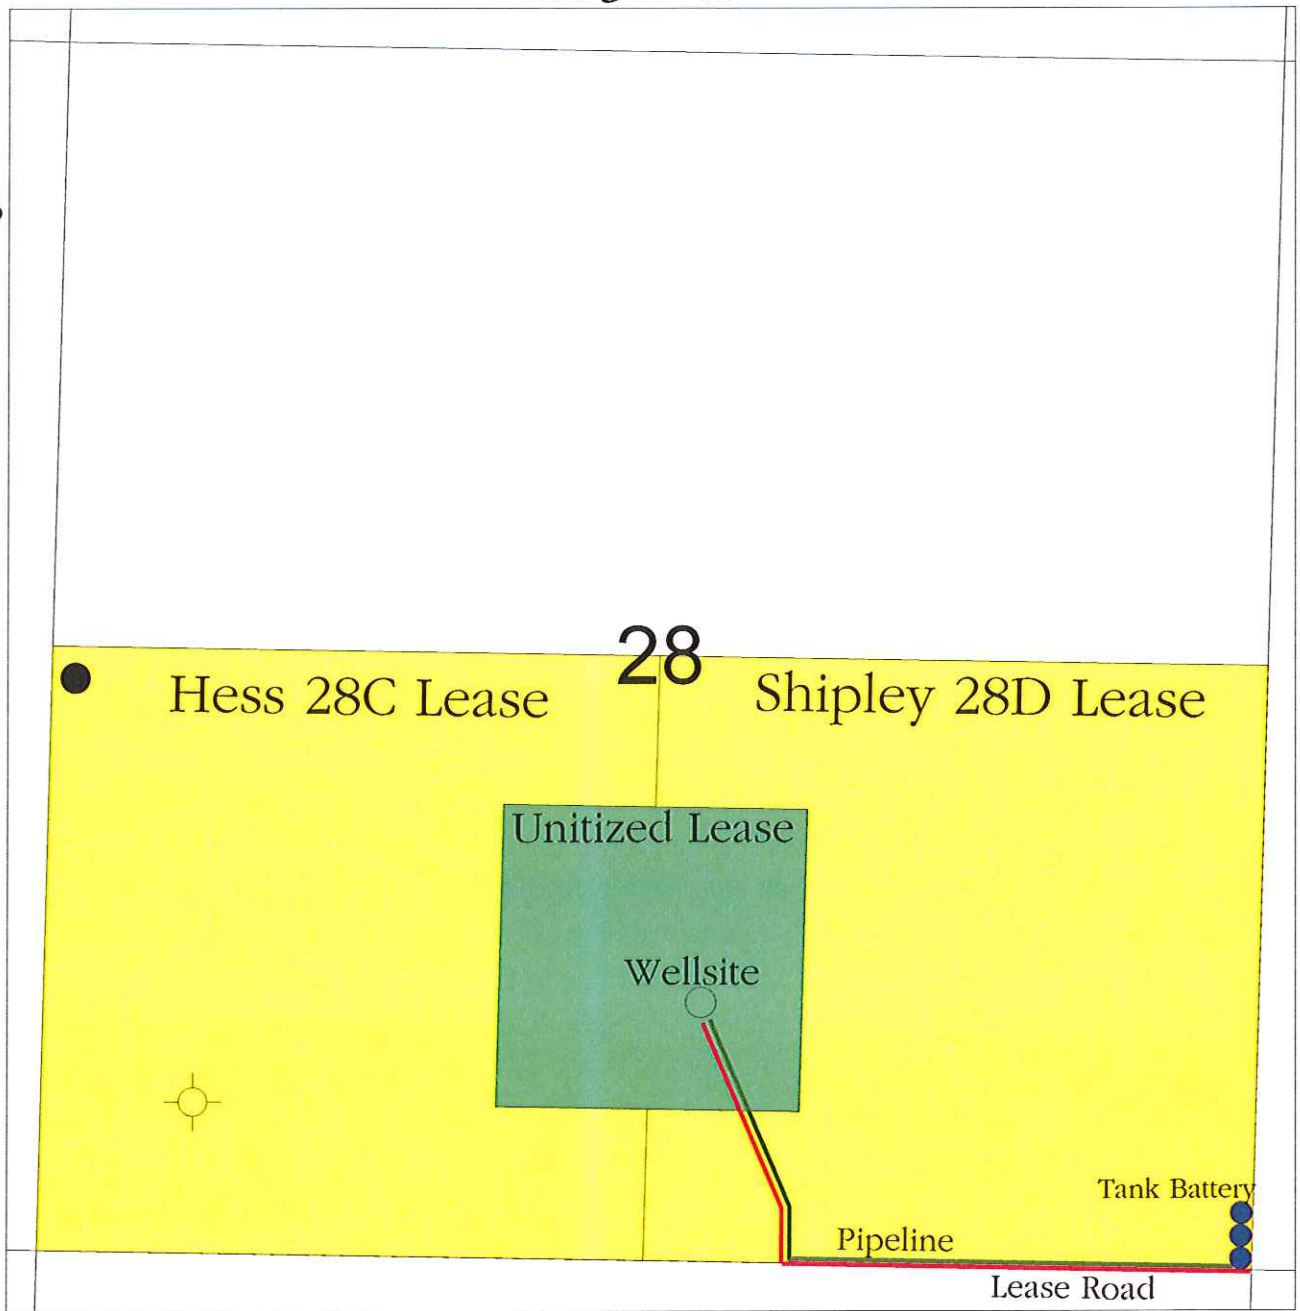 28
Hess 28C Lease
Shipley 28D Lease
Unitized Lease
Wellsite
Tank Battery
Pipeline
Lease Road